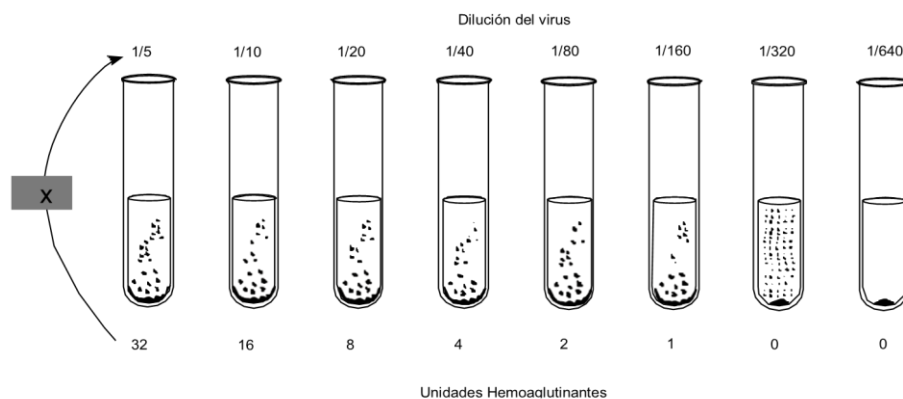 Dilución del virus
1/5 1/10 1/20 1/40 1/80 1/160 1/320 1/640
x
32 16 8 4 2 1 0 0
Unidades Hemoaglutinantes